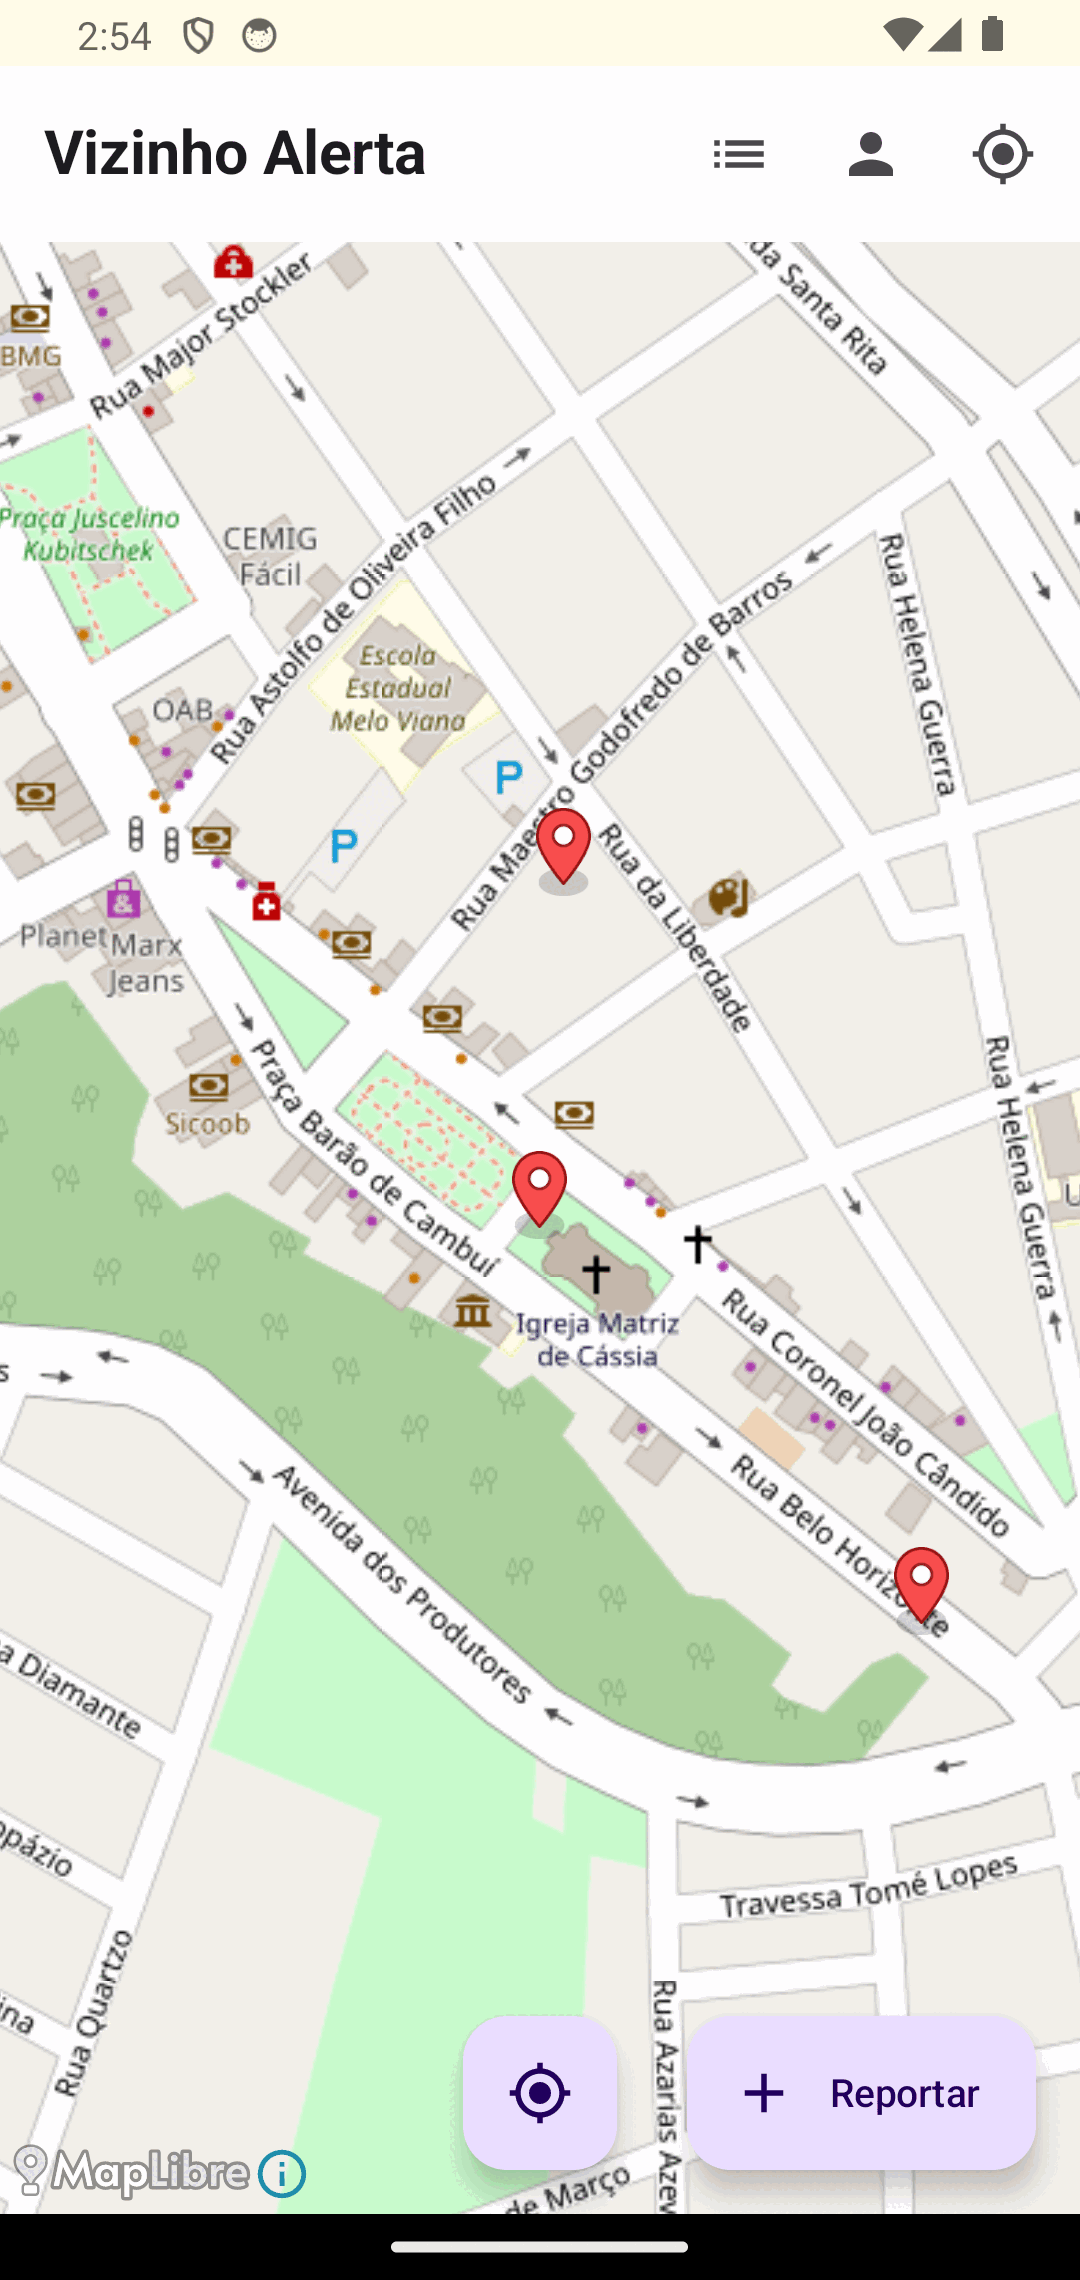 2:54
Vizinho Alerta
da Santa Rita
Rua Major Stockler
BMG
Praça Juscelino
Kubitschek
CEMIG
Fácil
Rua Astolfo de Oliveira Filho
Rua Helena Guerra
Escola
Estadual
Melo Viana
OAB
Rua Maestro Godofredo de Barros
P
P
Rua da Liberdade
Planet
Marx
Jeans
Praça Barão de Cambuí
Sicoob
Rua Helena Guerra
U
Igreja Matriz
de Cássia
Rua Coronel João Cândido
s
Rua Belo Horizonte
Avenida dos Produtores
a Diamante
opázio
Travessa Tomé Lopes
Rua Quartzo
ina
Rua Azarias Azev
Reportar
MapLibre
i
de Março